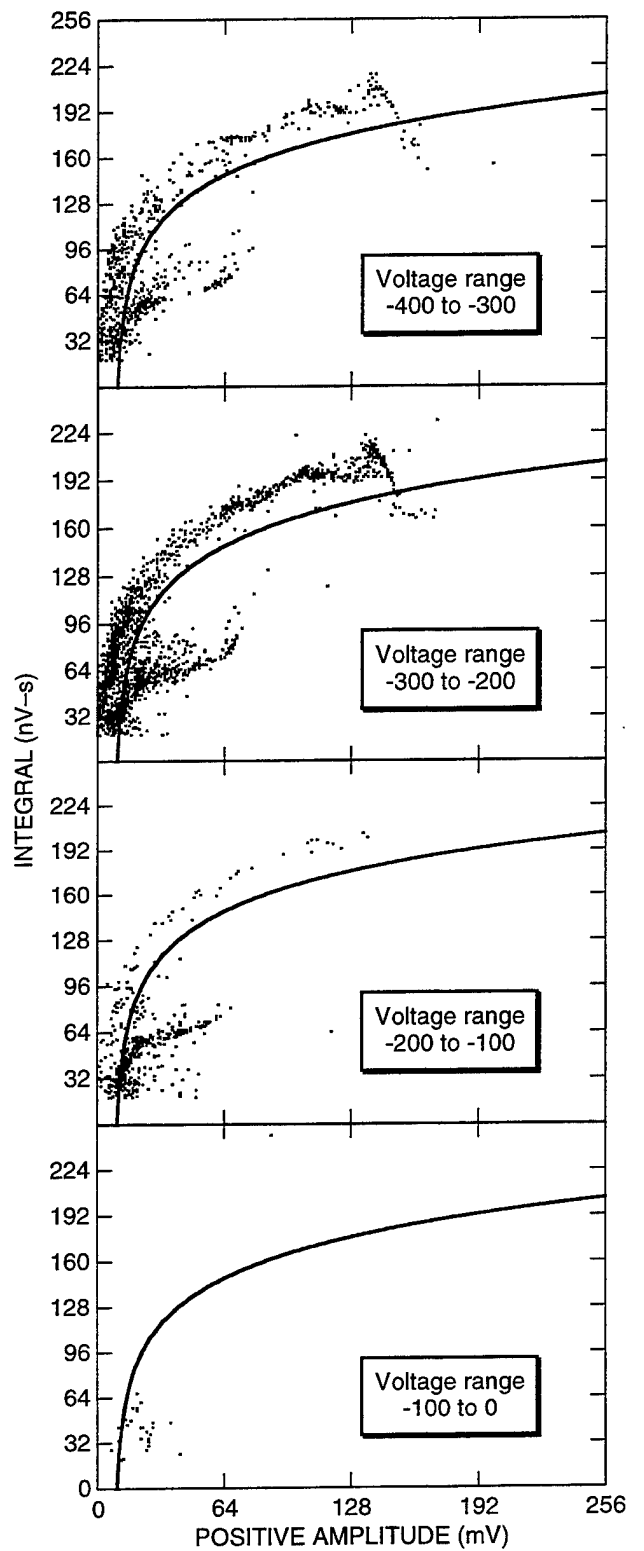 256
224
192
160
128
96
64
32
Voltage range
-400 to -300
224
192
160
128
96
64
32
Voltage range
-300 to -200
INTEGRAL (nV–s)
224
192
160
128
96
64
32
Voltage range
-200 to -100
224
192
160
128
96
64
32
0
Voltage range
-100 to 0
0 64 128 192 256
POSITIVE AMPLITUDE (mV)